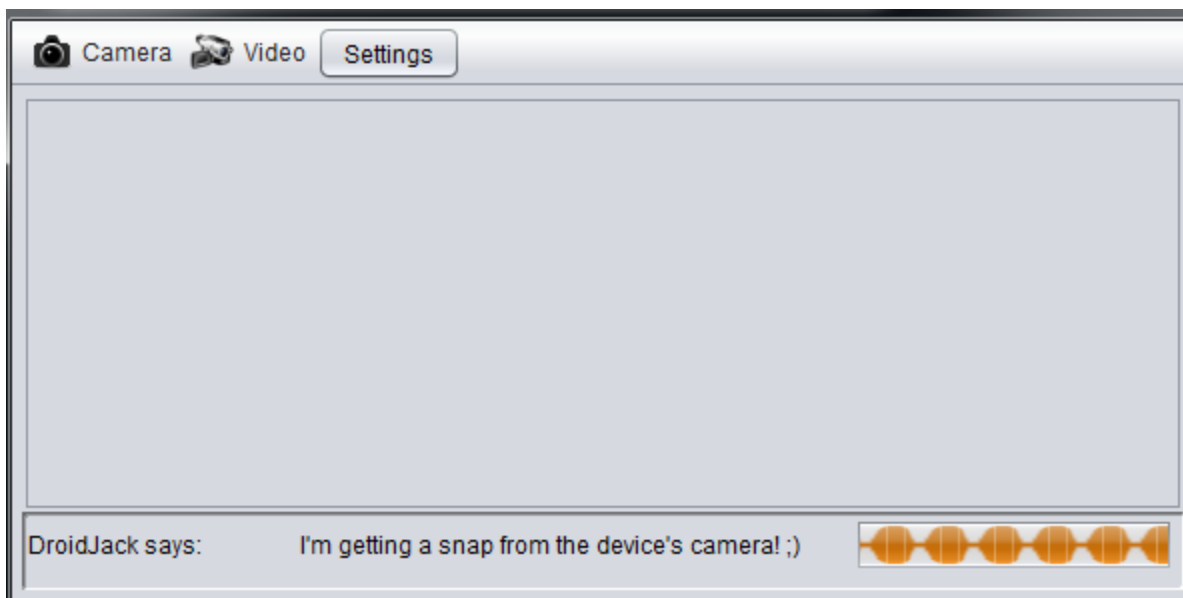 Camera Video Settings
DroidJack says: I'm getting a snap from the device's camera! ;)